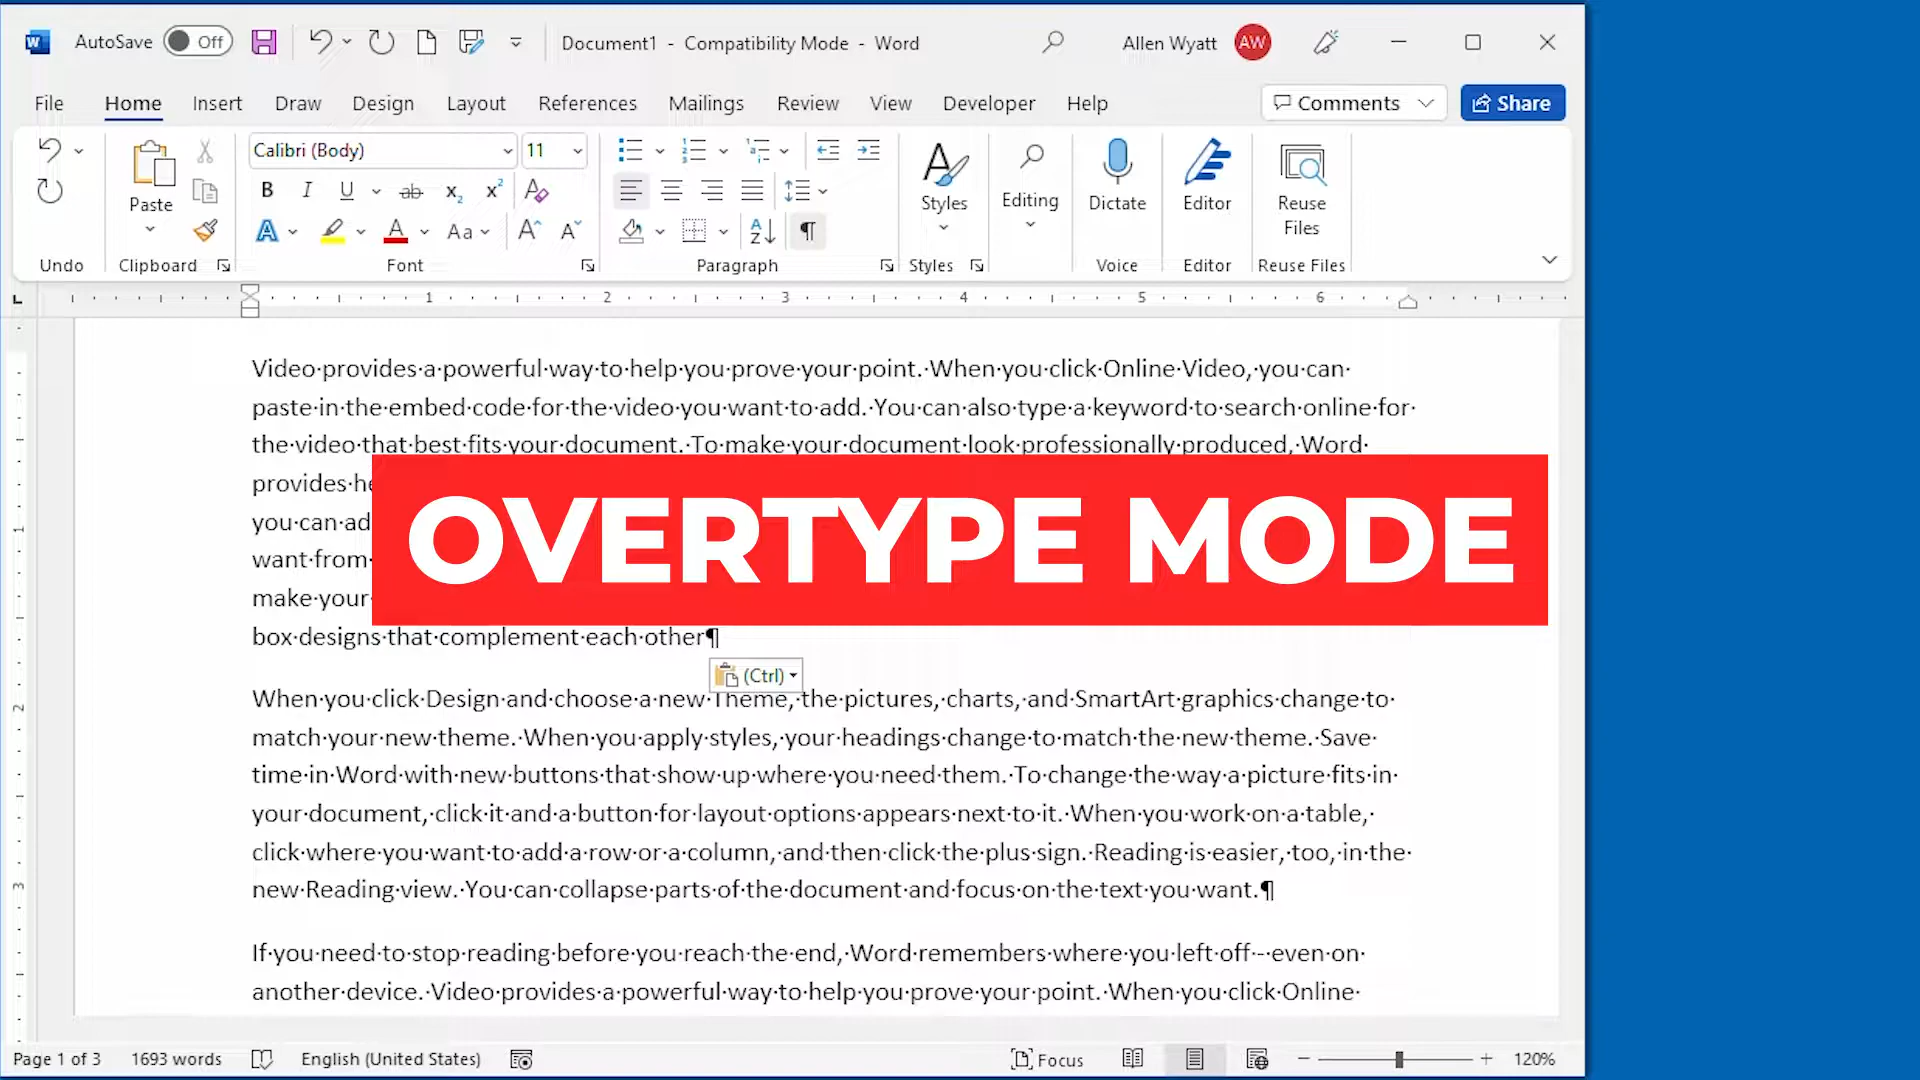 AutoSave Off Document1 - Compatibility Mode - Word Allen Wyatt AW
File Home Insert Draw Design Layout References Mailings Review View Developer Help Comments Share
Paste
Calibri (Body) 11
B I U ab x₂ x²
A A Aa A A
A Z ¶
Styles
Editing
Dictate
Editor
Reuse Files
Undo Clipboard Font Paragraph Styles Voice Editor Reuse Files
1 2 3 4 5 6
Video·provides·a·powerful·way·to·help·you·prove·your·point.·When·you·click·Online·Video,·you·can·
paste·in·the·embed·code·for·the·video·you·want·to·add.·You·can·also·type·a·keyword·to·search·online·for·
the·video·that·best·fits·your·document.·To·make·your·document·look·professionally·produced,·Word·
provides·he
you·can·ad
want·from·
make·your·
OVERTYPE MODE
box·designs·that·complement·each·other¶
(Ctrl)
When·you·click·Design·and·choose·a·new·Theme,·the·pictures,·charts,·and·SmartArt·graphics·change·to·
match·your·new·theme.·When·you·apply·styles,·your·headings·change·to·match·the·new·theme.·Save·
time·in·Word·with·new·buttons·that·show·up·where·you·need·them.·To·change·the·way·a·picture·fits·in·
your·document,·click·it·and·a·button·for·layout·options·appears·next·to·it.·When·you·work·on·a·table,·
click·where·you·want·to·add·a·row·or·a·column,·and·then·click·the·plus·sign.·Reading·is·easier,·too,·in·the·
new·Reading·view.·You·can·collapse·parts·of·the·document·and·focus·on·the·text·you·want.¶
If·you·need·to·stop·reading·before·you·reach·the·end,·Word·remembers·where·you·left·off·-·even·on·
another·device.·Video·provides·a·powerful·way·to·help·you·prove·your·point.·When·you·click·Online·
1
2
3
Page 1 of 3 1693 words English (United States) Focus 120%